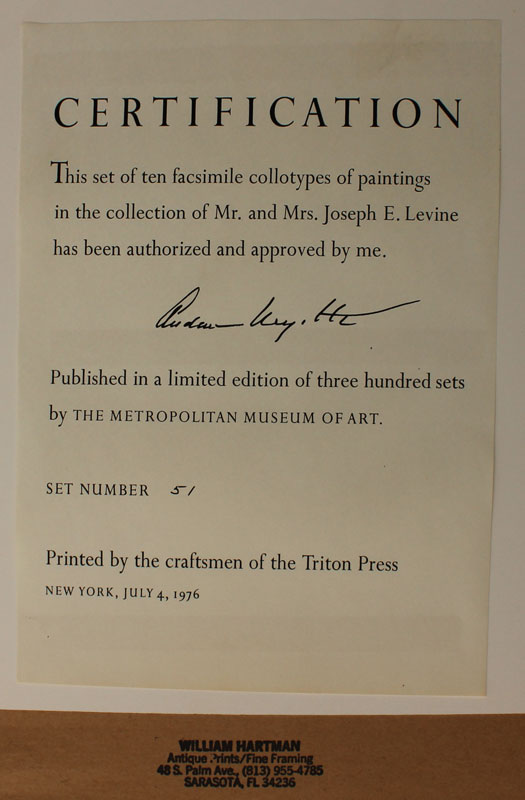 CERTIFICATION
This set of ten facsimile collotypes of paintings
in the collection of Mr. and Mrs. Joseph E. Levine
has been authorized and approved by me.
Andrew Wyeth
Published in a limited edition of three hundred sets
by THE METROPOLITAN MUSEUM OF ART.
SET NUMBER 51
Printed by the craftsmen of the Triton Press
NEW YORK, JULY 4, 1976
WILLIAM HARTMAN
Antique Prints/Fine Framing
48 S. Palm Ave., (813) 955-4785
SARASOTA, FL 34236